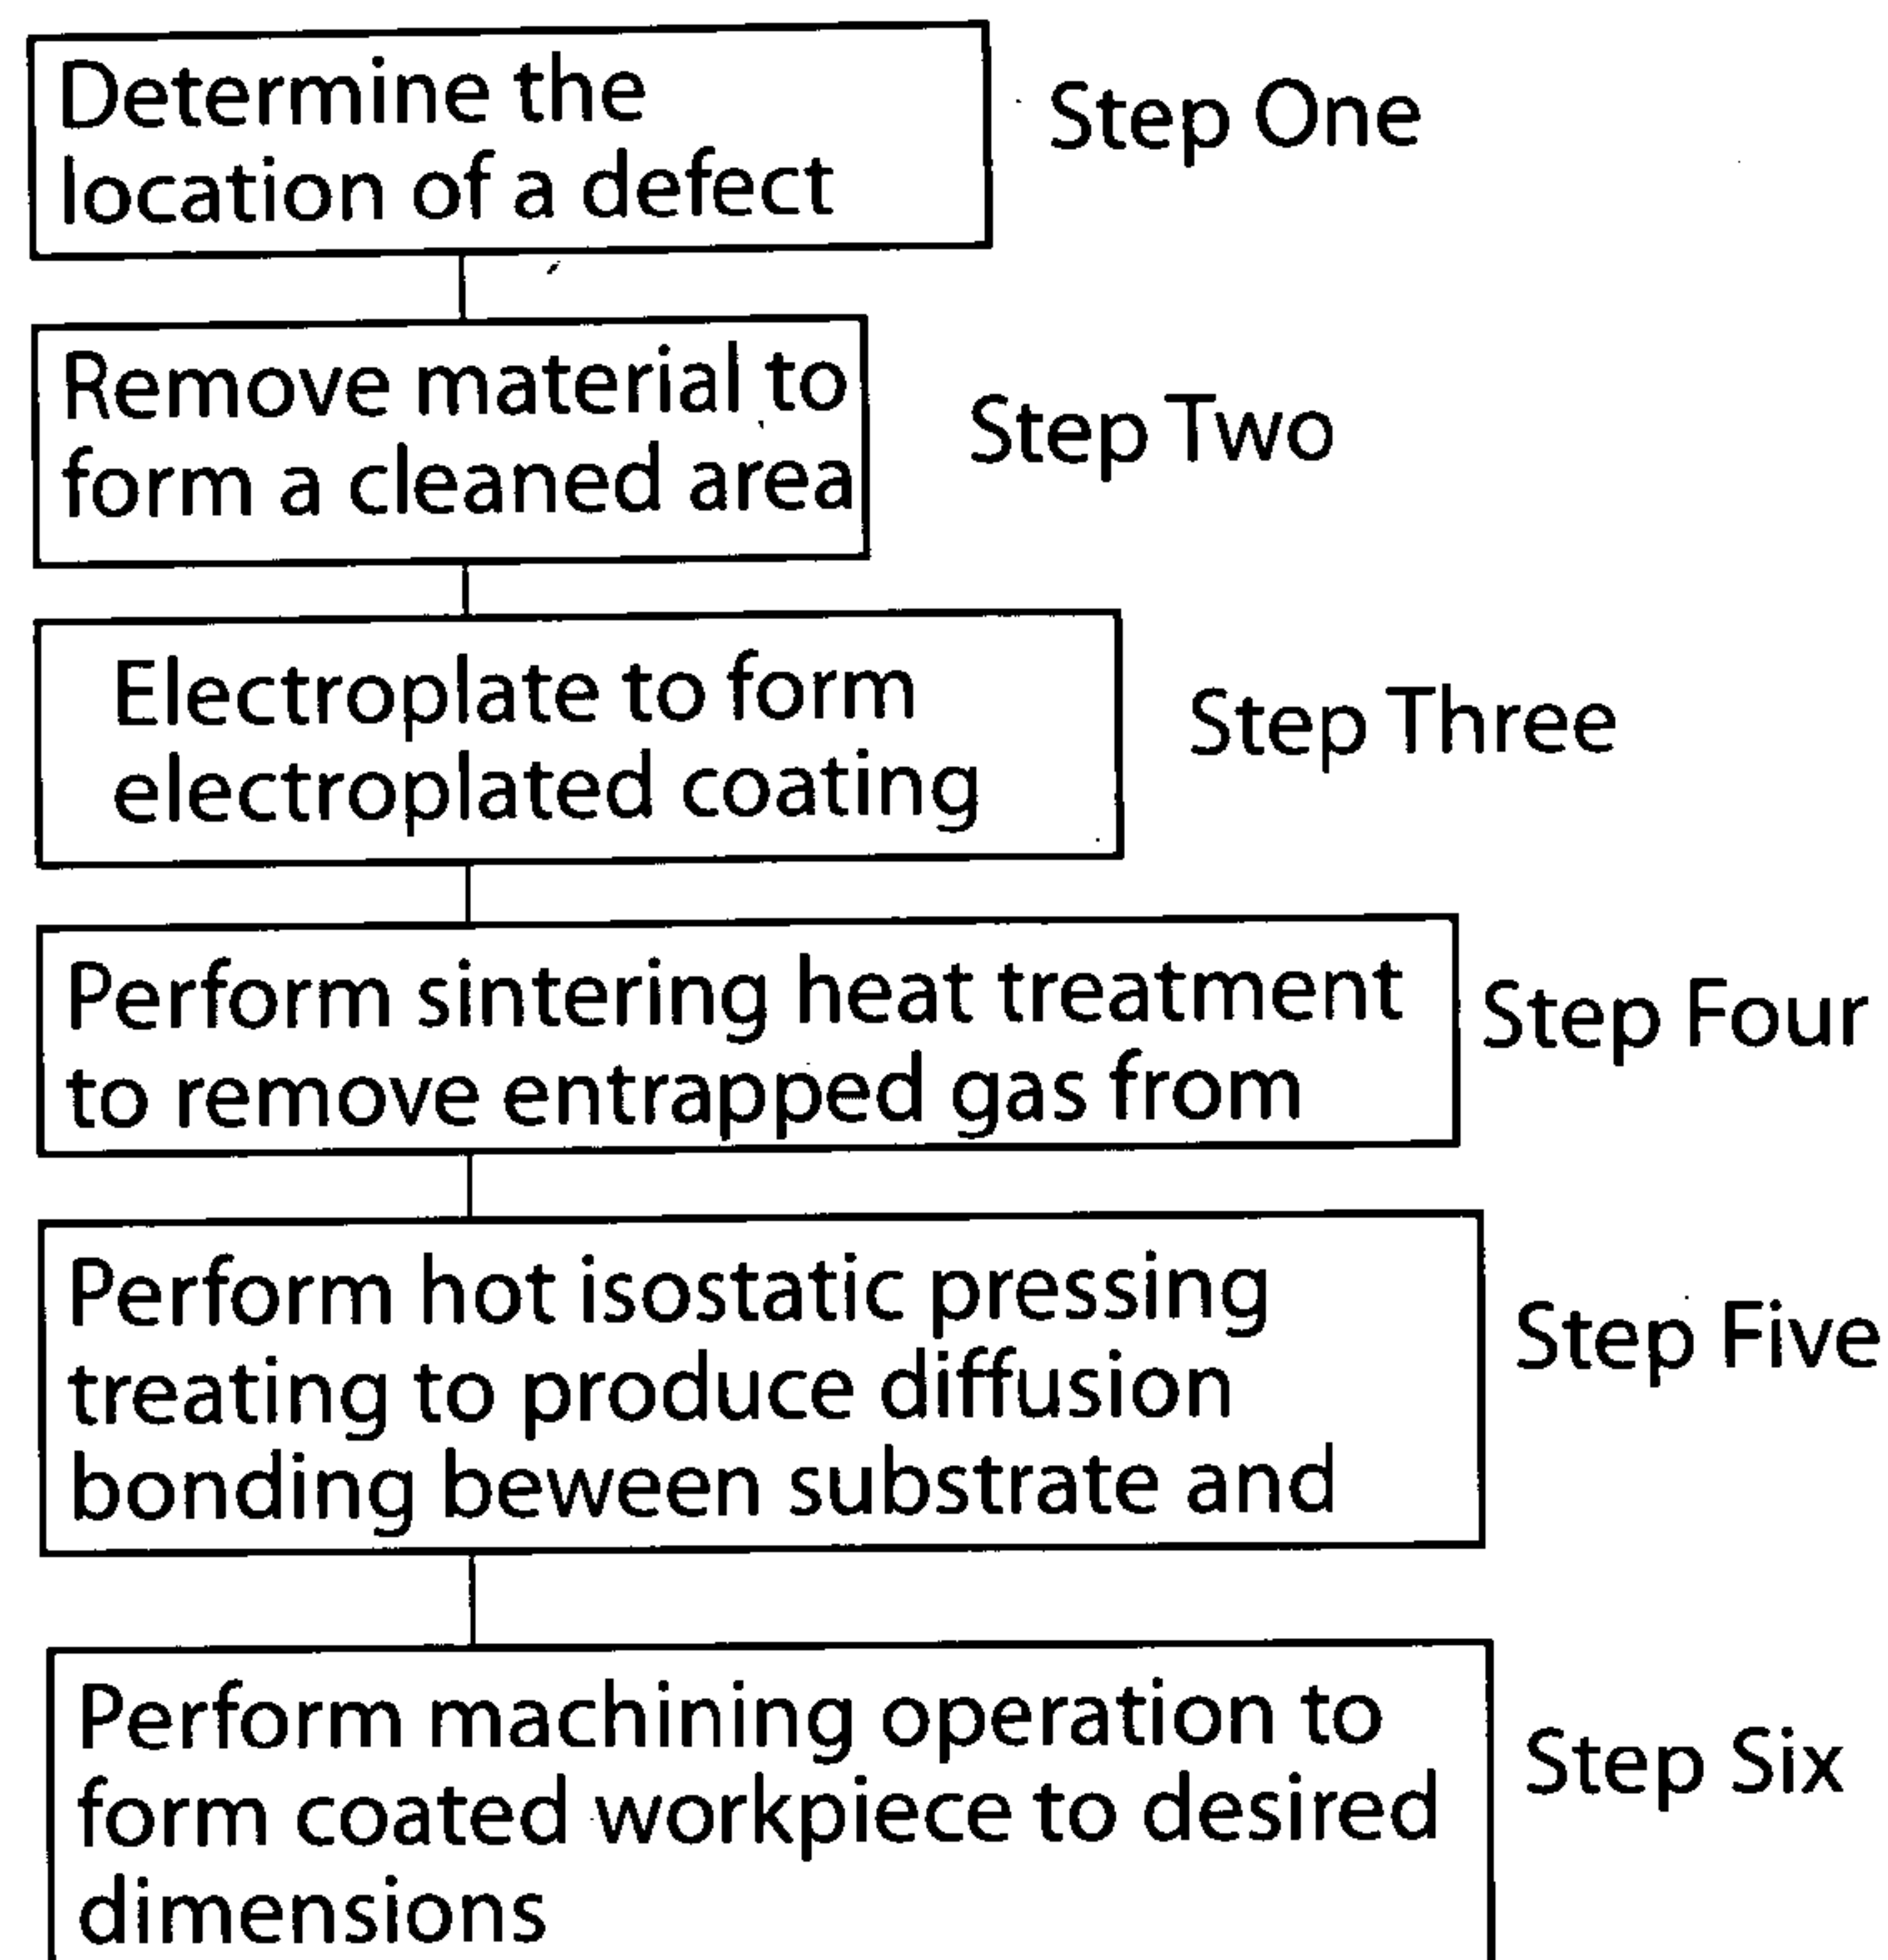 Determine the
location of a defect
Step One
Remove material to
form a cleaned area
Step Two
Electroplate to form
electroplated coating
Step Three
Perform sintering heat treatment
to remove entrapped gas from
Step Four
Perform hot isostatic pressing
treating to produce diffusion
bonding beween substrate and
Step Five
Perform machining operation to
form coated workpiece to desired
dimensions
Step Six